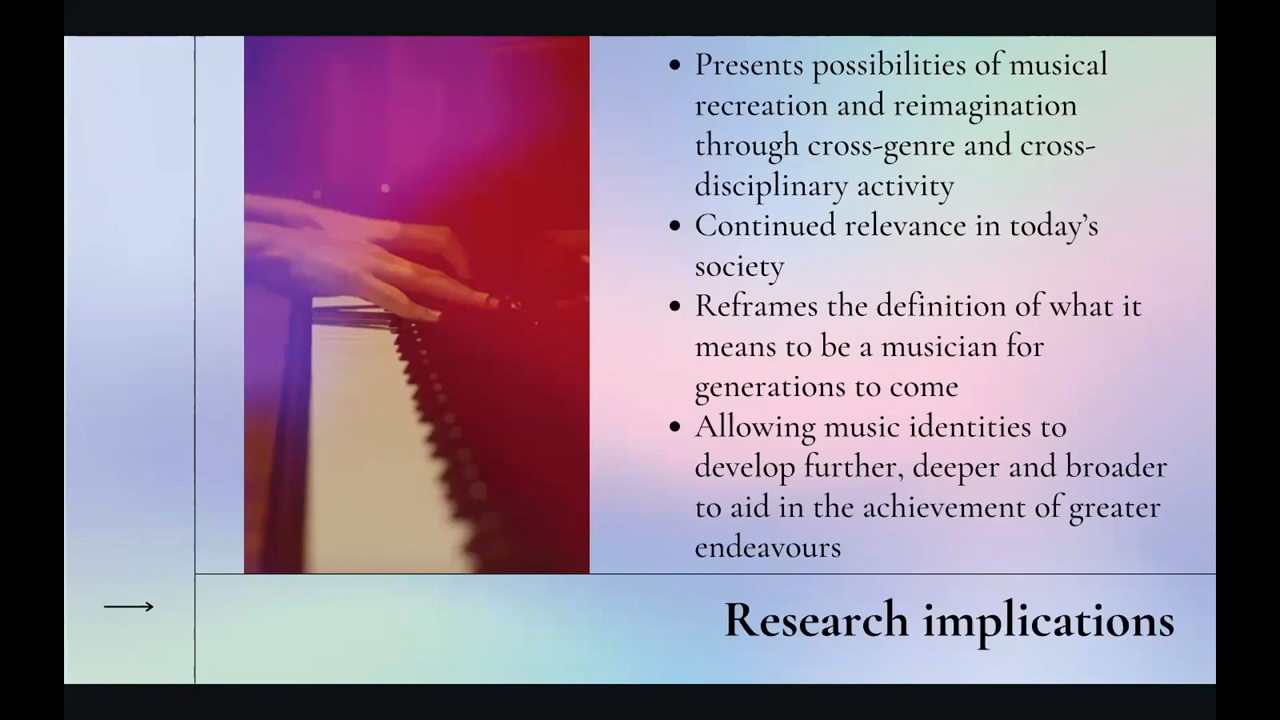 • Presents possibilities of musical
recreation and reimagination
through cross-genre and cross-
disciplinary activity
• Continued relevance in today’s
society
• Reframes the definition of what it
means to be a musician for
generations to come
• Allowing music identities to
develop further, deeper and broader
to aid in the achievement of greater
endeavours
Research implications